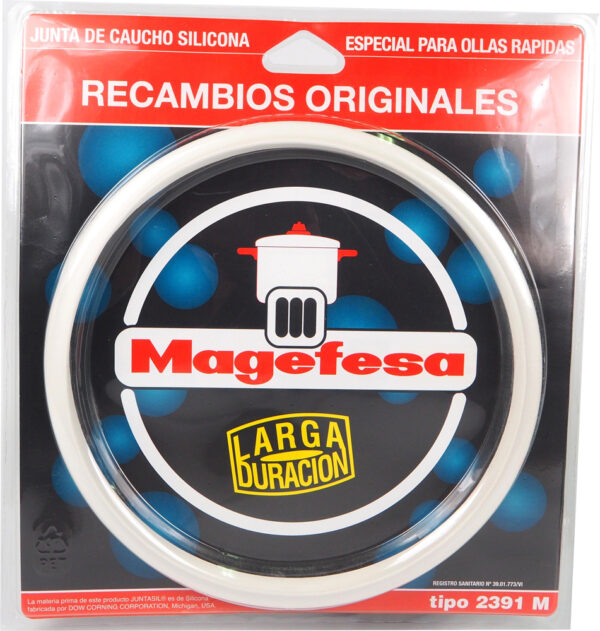 JUNTA DE CAUCHO SILICONA
ESPECIAL PARA OLLAS RAPIDAS
RECAMBIOS ORIGINALES
Magefesa
LARGA
DURACION
PET
REGISTRO SANITARIO Nº 39.01.773/VI
La materia prima de este producto JUNTASIL® es de Silicona
fabricada por DOW CORNING CORPORATION, Michigan, USA.
tipo 2391 M